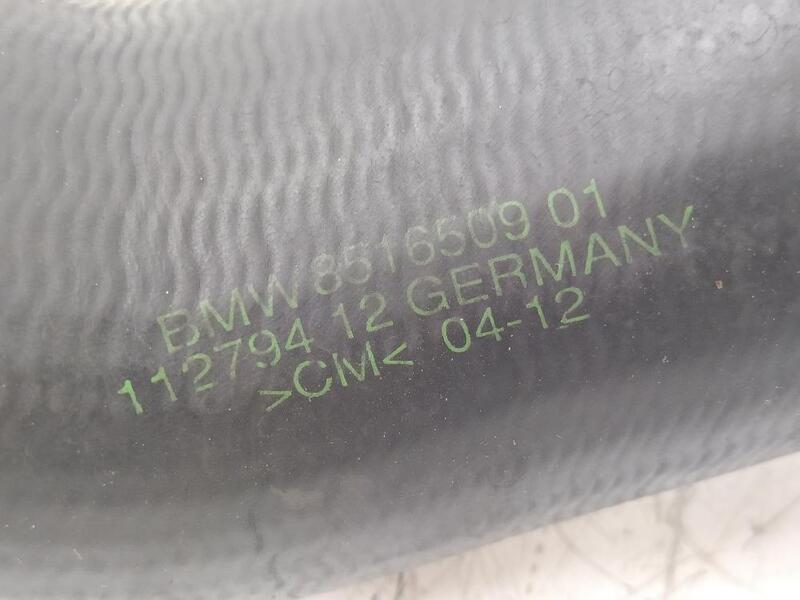 BMW 8516509 01
112794 12 GERMANY
>CM< 04-12